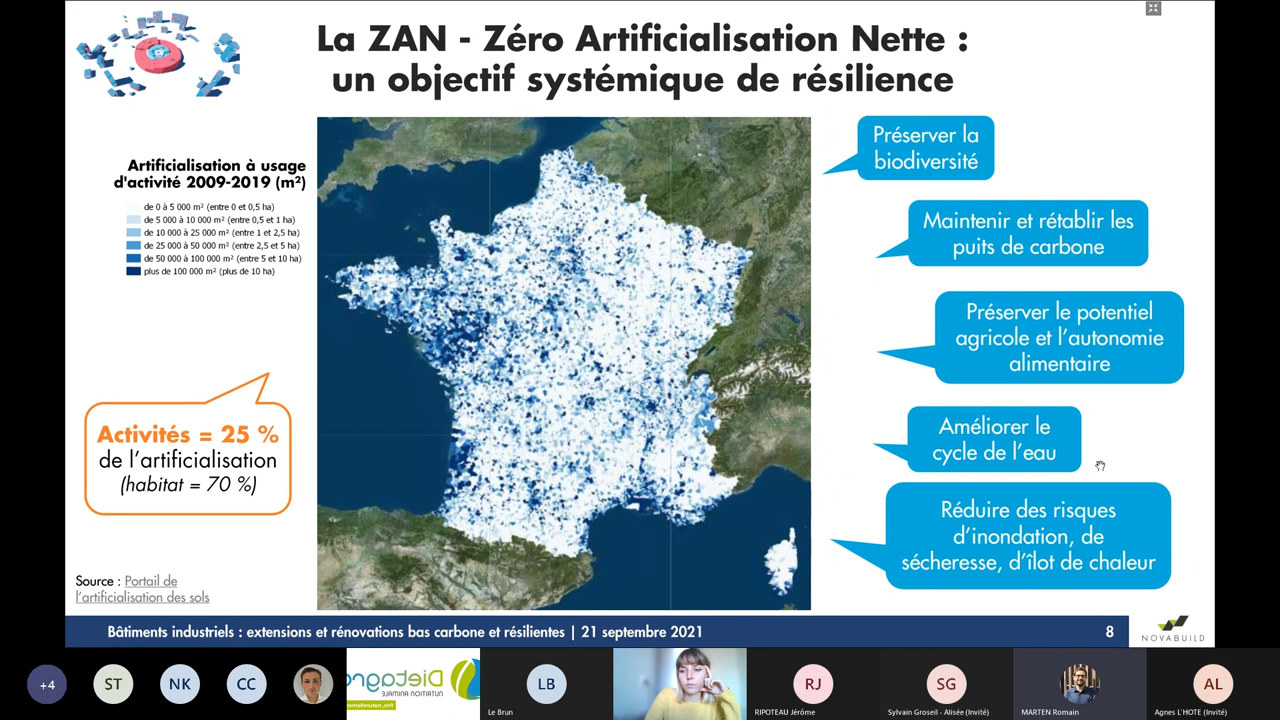 La ZAN - Zéro Artificialisation Nette :
un objectif systémique de résilience
Artificialisation à usage
d'activité 2009-2019 (m²)
de 0 à 5 000 m² (entre 0 et 0,5 ha)
de 5 000 à 10 000 m² (entre 0,5 et 1 ha)
de 10 000 à 25 000 m² (entre 1 et 2,5 ha)
de 25 000 à 50 000 m² (entre 2,5 et 5 ha)
de 50 000 à 100 000 m² (entre 5 et 10 ha)
plus de 100 000 m² (plus de 10 ha)
Activités = 25 %
de l'artificialisation
(habitat = 70 %)
Source : Portail de
l'artificialisation des sols
Préserver la
biodiversité
Maintenir et rétablir les
puits de carbone
Préserver le potentiel
agricole et l'autonomie
alimentaire
Améliorer le
cycle de l'eau
Réduire des risques
d'inondation, de
sécheresse, d'îlot de chaleur
Bâtiments industriels : extensions et rénovations bas carbone et résilientes | 21 septembre 2021
8
NOVABUILD
+4
ST
NK
CC
Dietagro
NUTRITION ANIMALE
LB
Le Brun
RJ
RIPOTEAU Jérôme
SG
Sylvain Groseil - Alisée (Invité)
MARTEN Romain
AL
Agnes L'HOTE (Invité)